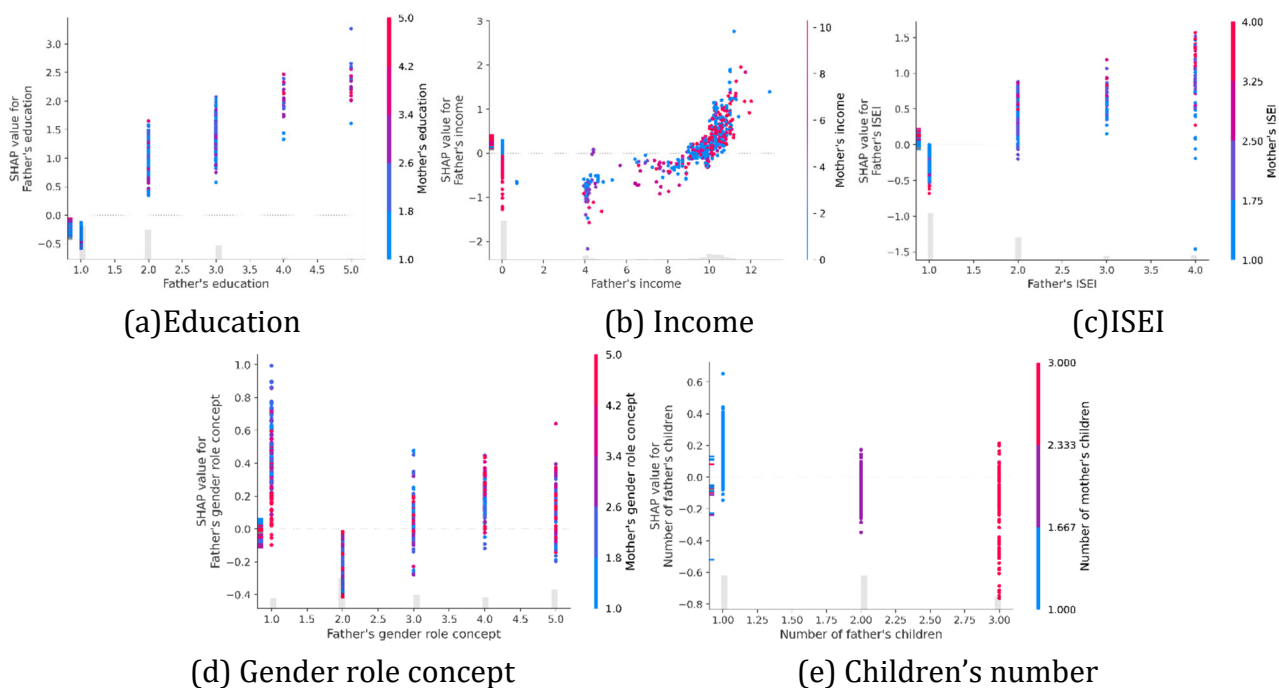 3.0
2.5
2.0
1.5
1.0
0.5
0.0
−0.5
SHAP value for
Father's education
1.0 1.5 2.0 2.5 3.0 3.5 4.0 4.5 5.0
Father's education
5.0
4.2
3.4
2.6
1.8
1.0
Mother's education
(a)Education
3
2
1
0
−1
−2
SHAP value for
Father's income
0 2 4 6 8 10 12
Father's income
10
8
6
4
2
0
Mother's income
(b) Income
1.5
1.0
0.5
0.0
−0.5
−1.0
−1.5
SHAP value for
Father's ISEI
1.0 1.5 2.0 2.5 3.0 3.5 4.0
Father's ISEI
4.00
3.25
2.50
1.75
1.00
Mother's ISEI
(c)ISEI
1.0
0.8
0.6
0.4
0.2
0.0
−0.2
−0.4
SHAP value for
Father's gender role concept
1.0 1.5 2.0 2.5 3.0 3.5 4.0 4.5 5.0
Father's gender role concept
5.0
4.2
3.4
2.6
1.8
1.0
Mother's gender role concept
(d) Gender role concept
0.6
0.4
0.2
0.0
−0.2
−0.4
−0.6
−0.8
SHAP value for
Number of father's children
1.00 1.25 1.50 1.75 2.00 2.25 2.50 2.75 3.00
Number of father's children
3.000
2.333
1.667
1.000
Number of mother's children
(e) Children’s number